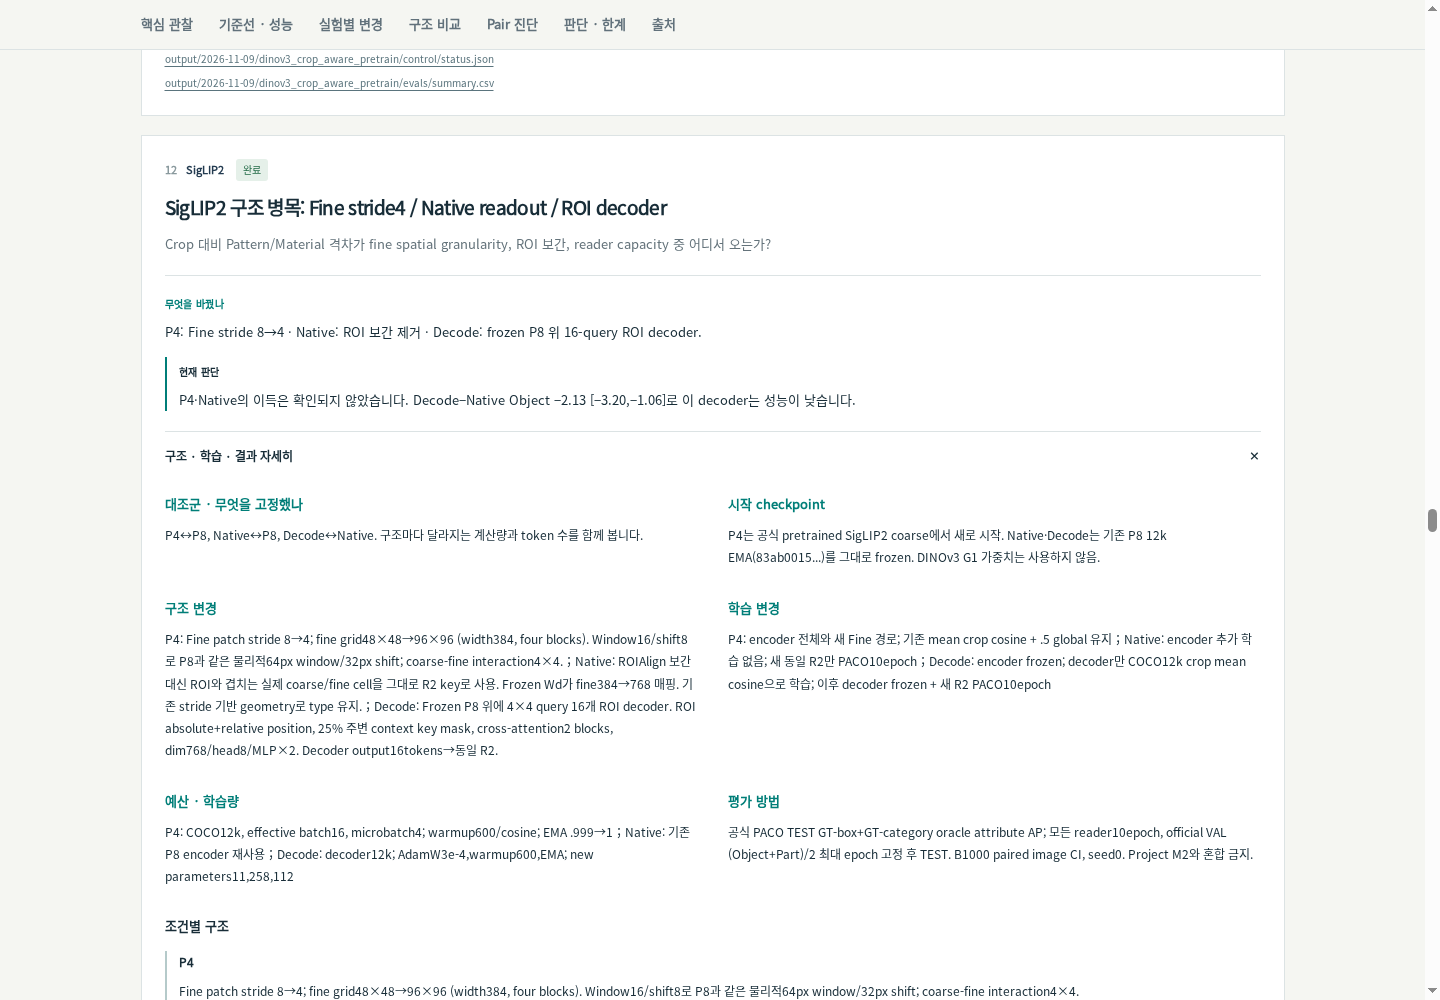 핵심 관찰 기준선 · 성능 실험별 변경 구조 비교 Pair 진단 판단 · 한계 출처
output/2026-11-09/dinov3_crop_aware_pretrain/control/status.json
output/2026-11-09/dinov3_crop_aware_pretrain/evals/summary.csv
12 SigLIP2 완료
SigLIP2 구조 병목: Fine stride4 / Native readout / ROI decoder
Crop 대비 Pattern/Material 격차가 fine spatial granularity, ROI 보간, reader capacity 중 어디서 오는가?
무엇을 바꿨나
P4: Fine stride 8→4 · Native: ROI 보간 제거 · Decode: frozen P8 위 16-query ROI decoder.
현재 판단
P4·Native의 이득은 확인되지 않았습니다. Decode−Native Object −2.13 [−3.20,−1.06]로 이 decoder는 성능이 낮습니다.
구조 · 학습 · 결과 자세히 ×
대조군 · 무엇을 고정했나
P4↔P8, Native↔P8, Decode↔Native. 구조마다 달라지는 계산량과 token 수를 함께 봅니다.
시작 checkpoint
P4는 공식 pretrained SigLIP2 coarse에서 새로 시작. Native·Decode는 기존 P8 12k
EMA(83ab0015...)를 그대로 frozen. DINOv3 G1 가중치는 사용하지 않음.
구조 변경
P4: Fine patch stride 8→4; fine grid48×48→96×96 (width384, four blocks). Window16/shift8
로 P8과 같은 물리적64px window/32px shift; coarse-fine interaction4×4. ; Native: ROIAlign 보간
대신 ROI와 겹치는 실제 coarse/fine cell을 그대로 R2 key로 사용. Frozen Wd가 fine384→768 매핑. 기
존 stride 기반 geometry로 type 유지. ; Decode: Frozen P8 위에 4×4 query 16개 ROI decoder. ROI
absolute+relative position, 25% 주변 context key mask, cross-attention2 blocks,
dim768/head8/MLP×2. Decoder output16tokens→동일 R2.
학습 변경
P4: encoder 전체와 새 Fine 경로; 기존 mean crop cosine + .5 global 유지 ; Native: encoder 추가 학
습 없음; 새 동일 R2만 PACO10epoch ; Decode: encoder frozen; decoder만 COCO12k crop mean
cosine으로 학습; 이후 decoder frozen + 새 R2 PACO10epoch
예산 · 학습량
P4: COCO12k, effective batch16, microbatch4; warmup600/cosine; EMA .999→1 ; Native: 기존
P8 encoder 재사용 ; Decode: decoder12k; AdamW3e-4,warmup600,EMA; new
parameters11,258,112
평가 방법
공식 PACO TEST GT-box+GT-category oracle attribute AP; 모든 reader10epoch, official VAL
(Object+Part)/2 최대 epoch 고정 후 TEST. B1000 paired image CI, seed0. Project M2와 혼합 금지.
조건별 구조
P4
Fine patch stride 8→4; fine grid48×48→96×96 (width384, four blocks). Window16/shift8로 P8과 같은 물리적64px window/32px shift; coarse-fine interaction4×4.